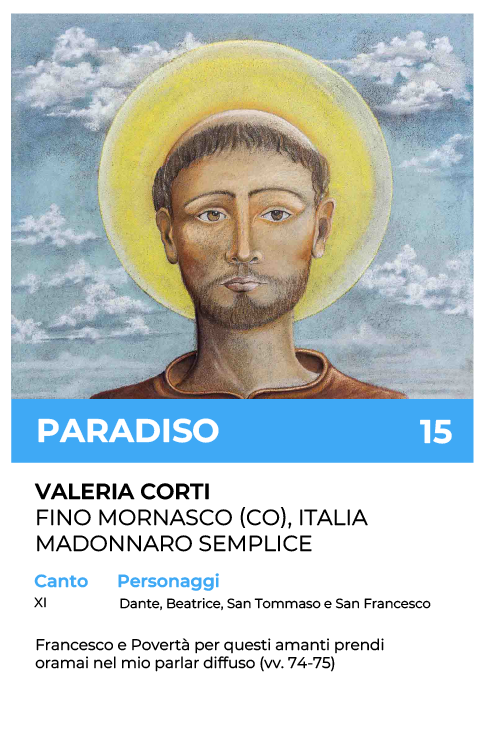 PARADISO 15
VALERIA CORTI
FINO MORNASCO (CO), ITALIA
MADONNARO SEMPLICE
Canto Personaggi
XI Dante, Beatrice, San Tommaso e San Francesco
Francesco e Povertà per questi amanti prendi
oramai nel mio parlar diffuso (vv. 74-75)